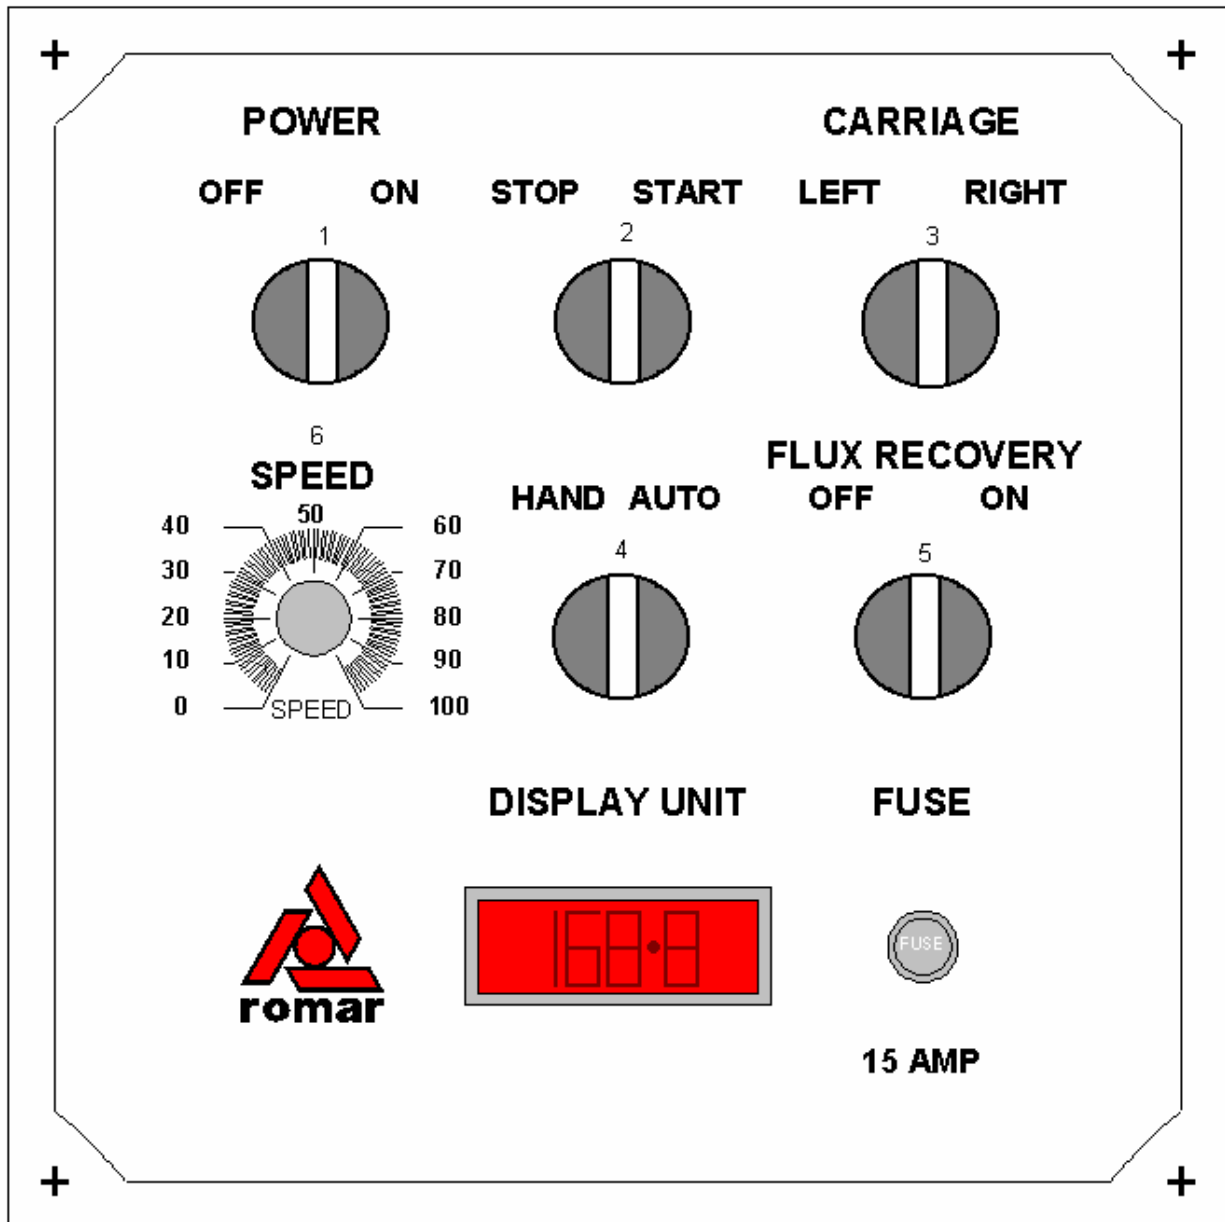 POWER CARRIAGE
OFF ON STOP START LEFT RIGHT
1 2 3
6
SPEED
FLUX RECOVERY
HAND AUTO OFF ON
4 5
50
40 60
30 70
20 80
10 90
0 100
SPEED
DISPLAY UNIT FUSE
168.8
FUSE
romar
15 AMP